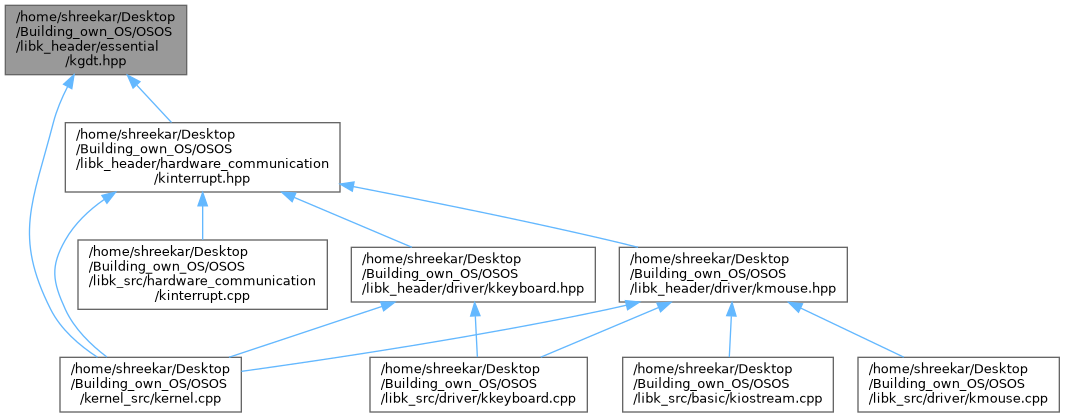 /home/shreekar/Desktop
/Building_own_OS/OSOS
/libk_header/essential
/kgdt.hpp
/home/shreekar/Desktop
/Building_own_OS/OSOS
/libk_header/hardware_communication
/kinterrupt.hpp
/home/shreekar/Desktop
/Building_own_OS/OSOS
/libk_src/hardware_communication
/kinterrupt.cpp
/home/shreekar/Desktop
/Building_own_OS/OSOS
/libk_header/driver/kkeyboard.hpp
/home/shreekar/Desktop
/Building_own_OS/OSOS
/libk_header/driver/kmouse.hpp
/home/shreekar/Desktop
/Building_own_OS/OSOS
/kernel_src/kernel.cpp
/home/shreekar/Desktop
/Building_own_OS/OSOS
/libk_src/driver/kkeyboard.cpp
/home/shreekar/Desktop
/Building_own_OS/OSOS
/libk_src/basic/kiostream.cpp
/home/shreekar/Desktop
/Building_own_OS/OSOS
/libk_src/driver/kmouse.cpp